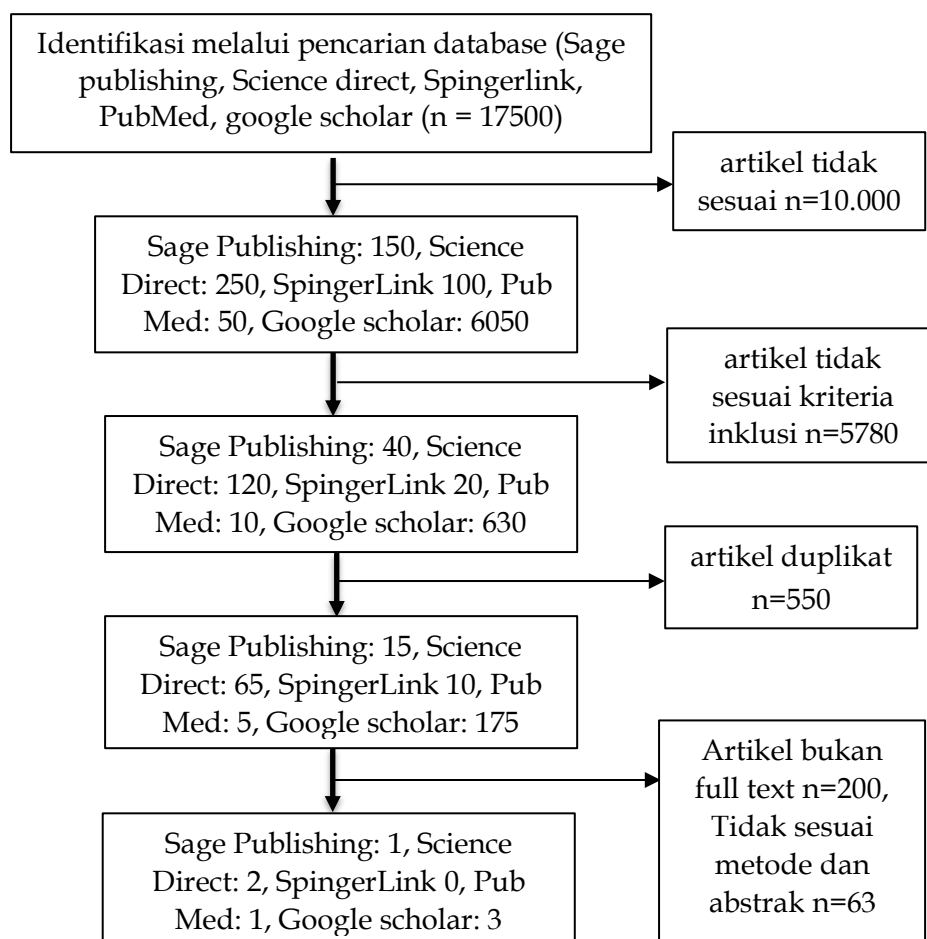 Identifikasi melalui pencarian database (Sage
publishing, Science direct, Spingerlink,
PubMed, google scholar (n = 17500)
artikel tidak
sesuai n=10.000
Sage Publishing: 150, Science
Direct: 250, SpingerLink 100, Pub
Med: 50, Google scholar: 6050
artikel tidak
sesuai kriteria
inklusi n=5780
Sage Publishing: 40, Science
Direct: 120, SpingerLink 20, Pub
Med: 10, Google scholar: 630
artikel duplikat
n=550
Sage Publishing: 15, Science
Direct: 65, SpingerLink 10, Pub
Med: 5, Google scholar: 175
Artikel bukan
full text n=200,
Tidak sesuai
metode dan
abstrak n=63
Sage Publishing: 1, Science
Direct: 2, SpingerLink 0, Pub
Med: 1, Google scholar: 3